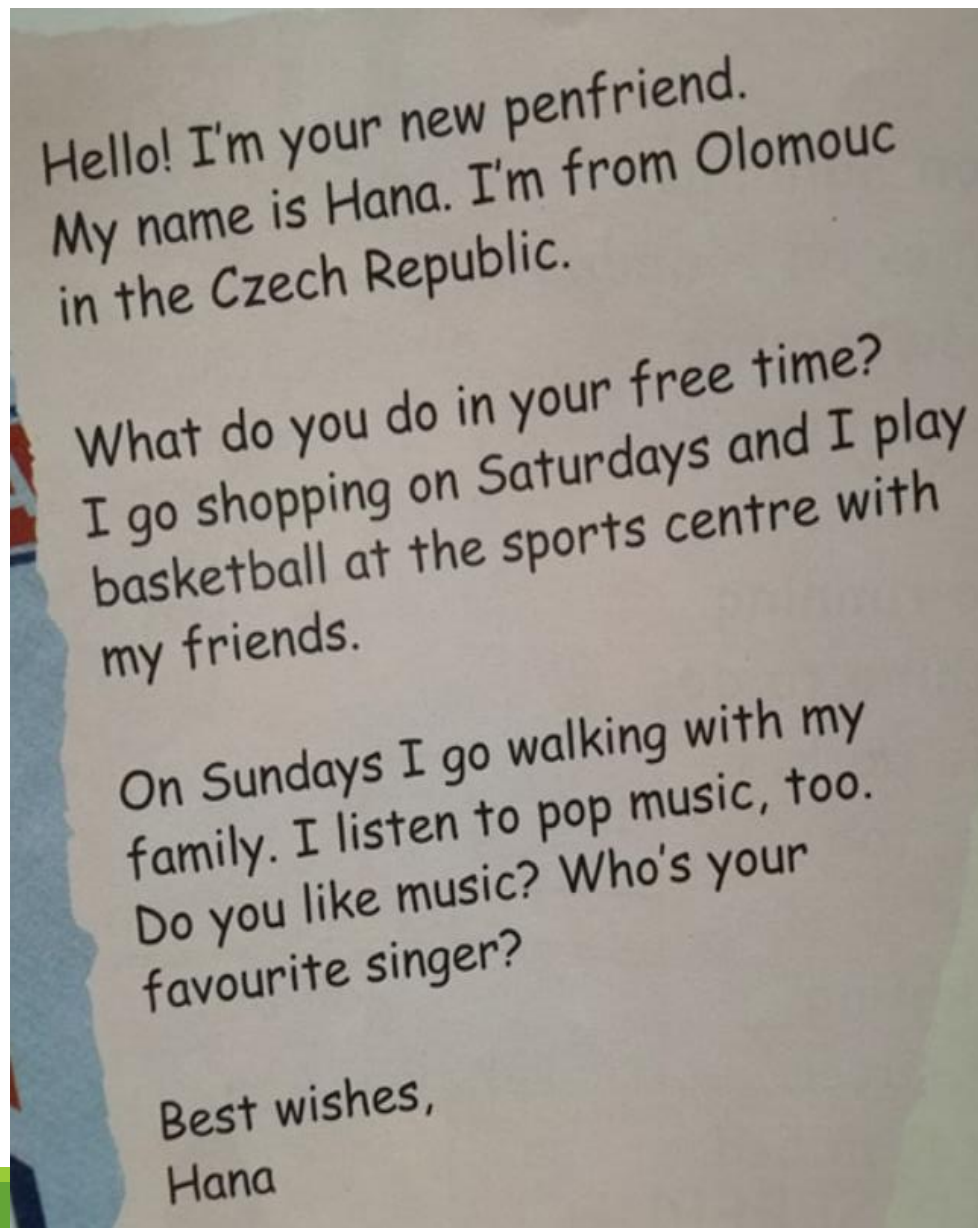 Hello! I'm your new penfriend.
My name is Hana. I'm from Olomouc
in the Czech Republic.
What do you do in your free time?
I go shopping on Saturdays and I play
basketball at the sports centre with
my friends.
On Sundays I go walking with my
family. I listen to pop music, too.
Do you like music? Who's your
favourite singer?
Best wishes,
Hana